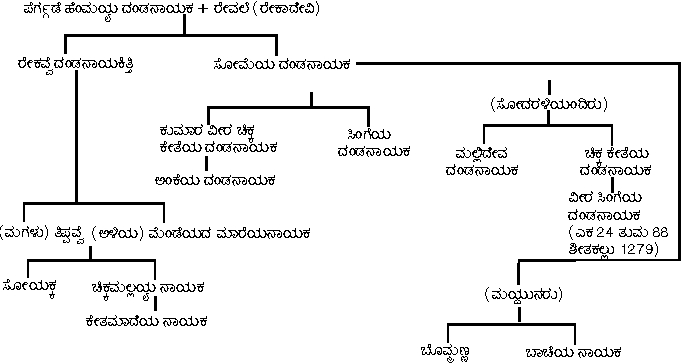 ಪೆರ್ಗ್ಗಡೆ ಹೆಂಮಯ್ಯ ದಂಡನಾಯಕ + ರೇವಲೆ (ರೇಕಾದೇವಿ)
ರೇಕವ್ವೆದಂಡನಾಯಕಿತ್ತಿ
ಸೋಮೆಯ ದಂಡನಾಯಕ
(ಸೋದರಳಿಯಂದಿರು)
ಕುಮಾರ ವೀರ ಚಿಕ್ಕ
ಕೇತೆಯ ದಂಡನಾಯಕ
ಸಿಂಗೆಯ
ದಂಡನಾಯಕ
ಮಲ್ಲಿದೇವ
ದಂಡನಾಯಕ
ಚಿಕ್ಕ ಕೇತೆಯ
ದಂಡನಾಯಕ
ಅಂಕೆಯ ದಂಡನಾಯಕ
ವೀರ ಸಿಂಗೆಯ
ದಂಡನಾಯಕ
(ಎಕ 24 ತುಮ 88
ಶೀತಕಲ್ಲು 1279)
(ಮಗಳು) ತಿಪ್ಪವ್ವೆ (ಅಳಿಯ) ಮೆಂಡೆಯದ ಮಾರೆಯನಾಯಕ
ಸೋಯಕ್ಕ
ಚಿಕ್ಕಮಲ್ಲಯ್ಯ ನಾಯಕ
(ಮಯ್ದುನರು)
ಕೇತಮಾದೆಯ ನಾಯಕ
ಬೊಮ್ಮಣ್ಣ
ಬಾಚೆಯ ನಾಯಕ